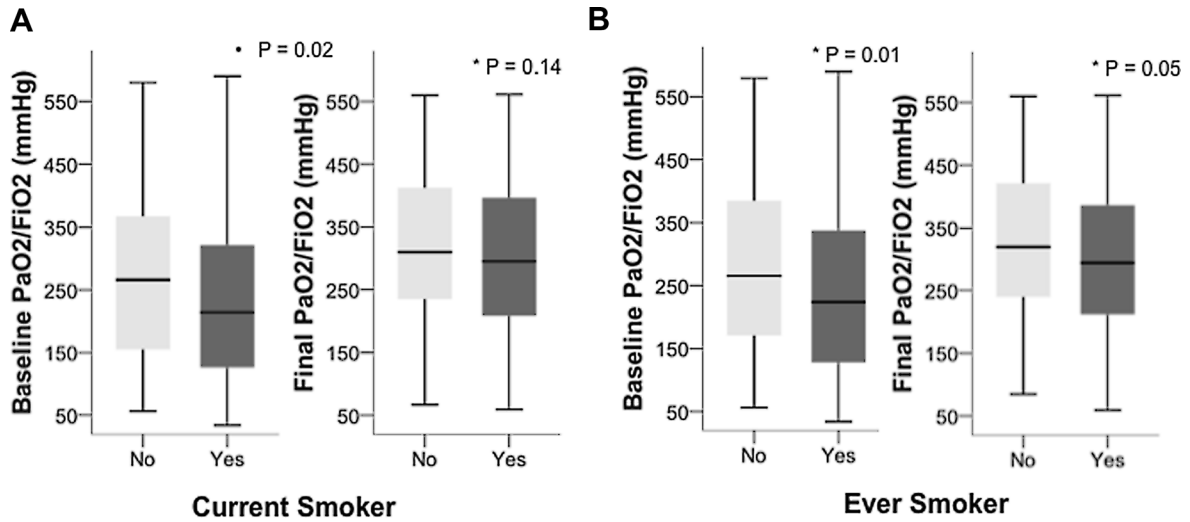 A
B
• P = 0.02
* P = 0.14
* P = 0.01
* P = 0.05
Baseline PaO2/FiO2 (mmHg)
550
450
350
250
150
50
No Yes
Final PaO2/FiO2 (mmHg)
550
450
350
250
150
50
No Yes
Current Smoker
Baseline PaO2/FiO2 (mmHg)
550
450
350
250
150
50
No Yes
Final PaO2/FiO2 (mmHg)
550
450
350
250
150
50
No Yes
Ever Smoker